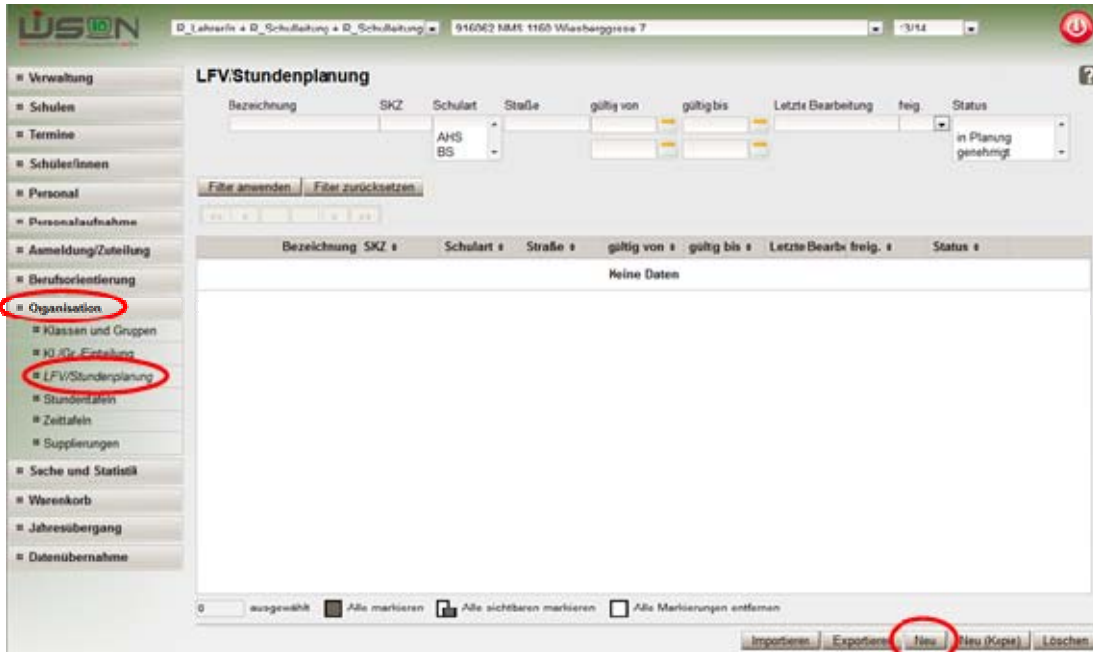 WiSION
R_Lehrer/in + R_Schulleitung + R_Schulleitung 916062 NMS 1160 Wiesberggasse 7 13/14
Verwaltung
Schulen
Termine
Schüler/innen
Personal
Personalaufnahme
Anmeldung/Zuteilung
Berufsorientierung
Organisation
Klassen und Gruppen
Kl./Gr.-Einteilung
LFV/Stundenplanung
Stundentafeln
Zeittafeln
Supplierungen
Suche und Statistik
Warenkorb
Jahresübergang
Datenübernahme
LFV/Stundenplanung
?
Bezeichnung SKZ Schulart Straße gültig von gültig bis Letzte Bearbeitung freig. Status
AHS in Planung
BS genehmigt
Filter anwenden Filter zurücksetzen
Bezeichnung SKZ Schulart Straße gültig von gültig bis Letzte Bearbe freig. Status
Keine Daten
0 ausgewählt Alle markieren Alle sichtbaren markieren Alle Markierungen entfernen
Importieren Exportieren Neu Neu (Kopie) Löschen